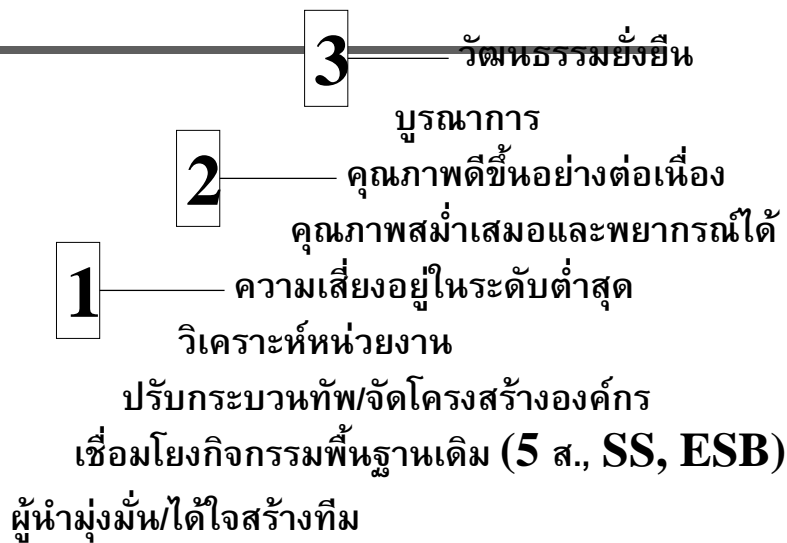 3 วัฒนธรรมยั่งยืน
บูรณาการ
2 คุณภาพดีขึ้นอย่างต่อเนื่อง
คุณภาพสม่ำเสมอและพยากรณ์ได้
1 ความเสี่ยงอยู่ในระดับต่ำสุด
วิเคราะห์หน่วยงาน
ปรับกระบวนทัพ/จัดโครงสร้างองค์กร
เชื่อมโยงกิจกรรมพื้นฐานเดิม (5 ส., SS, ESB)
ผู้นำมุ่งมั่น/ได้ใจสร้างทีม